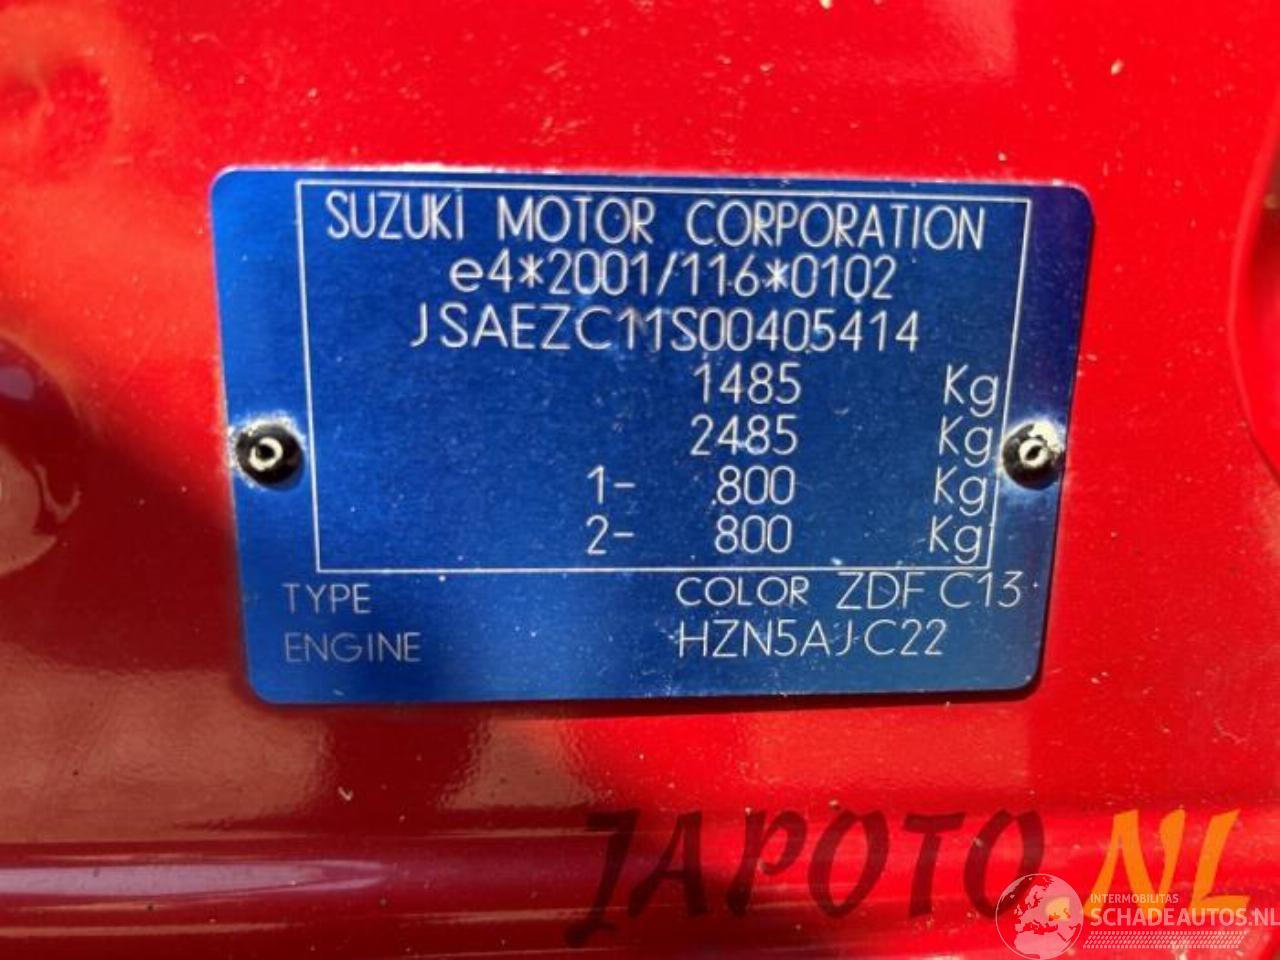 SUZUKI MOTOR CORPORATION
e4*2001/116*0102
JSAEZC11S00405414
1485 Kg
2485 Kg
1- 800 Kg
2- 800 Kg
TYPE COLOR ZDF C13
ENGINE HZN5AJ C22
JAPOTO.NL
INTERMOBILITAS
SCHADEAUTOS.NL